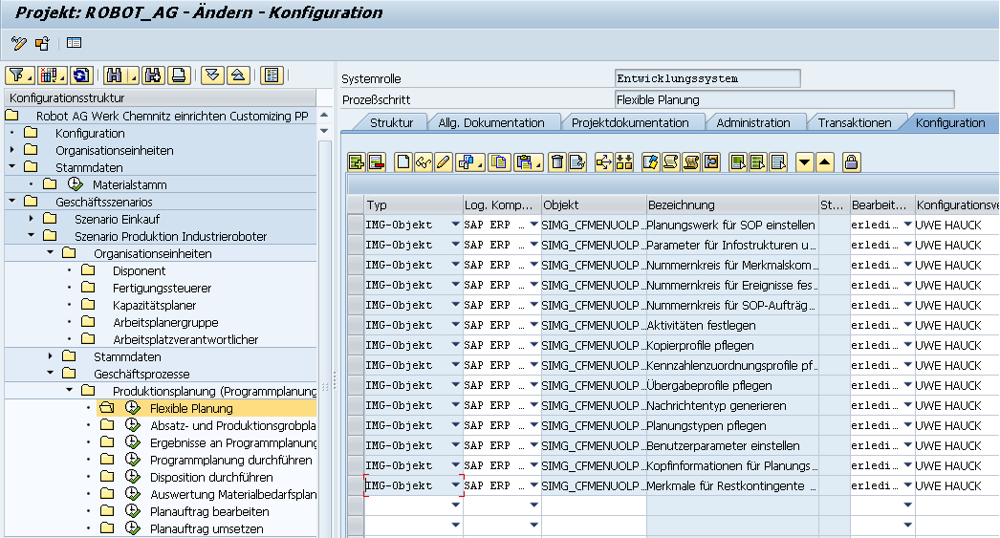 Projekt: ROBOT_AG - Ändern - Konfiguration
Systemrolle Entwicklungssystem
Prozeßschritt Flexible Planung
Struktur Allg. Dokumentation Projektdokumentation Administration Transaktionen Konfiguration
Konfigurationsstruktur
Robot AG Werk Chemnitz einrichten Customizing PP
Konfiguration
Organisationseinheiten
Stammdaten
Materialstamm
Geschäftsszenarios
Szenario Einkauf
Szenario Produktion Industrieroboter
Organisationseinheiten
Disponent
Fertigungssteuerer
Kapazitätsplaner
Arbeitsplanergruppe
Arbeitsplatzverantwortlicher
Stammdaten
Geschäftsprozesse
Produktionsplanung (Programmplanung
Flexible Planung
Absatz- und Produktionsgrobpla
Ergebnisse an Programmplanung
Programmplanung durchführen
Disposition durchführen
Auswertung Materialbedarfsplan
Planauftrag bearbeiten
Planauftrag umsetzen
Typ Log. Komp... Objekt Bezeichnung St... Bearbeit... Konfigurationsve
IMG-Objekt SAP ERP ... SIMG_CFMENUOLP... Planungswerk für SOP einstellen erledi... UWE HAUCK
IMG-Objekt SAP ERP ... SIMG_CFMENUOLP... Parameter für Infostrukturen u... erledi... UWE HAUCK
IMG-Objekt SAP ERP ... SIMG_CFMENUOLP... Nummernkreis für Merkmalskom... erledi... UWE HAUCK
IMG-Objekt SAP ERP ... SIMG_CFMENUOLP... Nummernkreis für Ereignisse fes... erledi... UWE HAUCK
IMG-Objekt SAP ERP ... SIMG_CFMENUOLP... Nummernkreis für SOP-Aufträg... erledi... UWE HAUCK
IMG-Objekt SAP ERP ... SIMG_CFMENUOLP... Aktivitäten festlegen erledi... UWE HAUCK
IMG-Objekt SAP ERP ... SIMG_CFMENUOLP... Kopierprofile pflegen erledi... UWE HAUCK
IMG-Objekt SAP ERP ... SIMG_CFMENUOLP... Kennzahlenzuordnungsprofile pf... erledi... UWE HAUCK
IMG-Objekt SAP ERP ... SIMG_CFMENUOLP... Übergabeprofile pflegen erledi... UWE HAUCK
IMG-Objekt SAP ERP ... SIMG_CFMENUOLP... Nachrichtentyp generieren erledi... UWE HAUCK
IMG-Objekt SAP ERP ... SIMG_CFMENUOLP... Planungstypen pflegen erledi... UWE HAUCK
IMG-Objekt SAP ERP ... SIMG_CFMENUOLP... Benutzerparameter einstellen erledi... UWE HAUCK
IMG-Objekt SAP ERP ... SIMG_CFMENUOLP... Kopfinformationen für Planungs... erledi... UWE HAUCK
IMG-Objekt SAP ERP ... SIMG_CFMENUOLP... Merkmale für Restkontingente ... erledi... UWE HAUCK